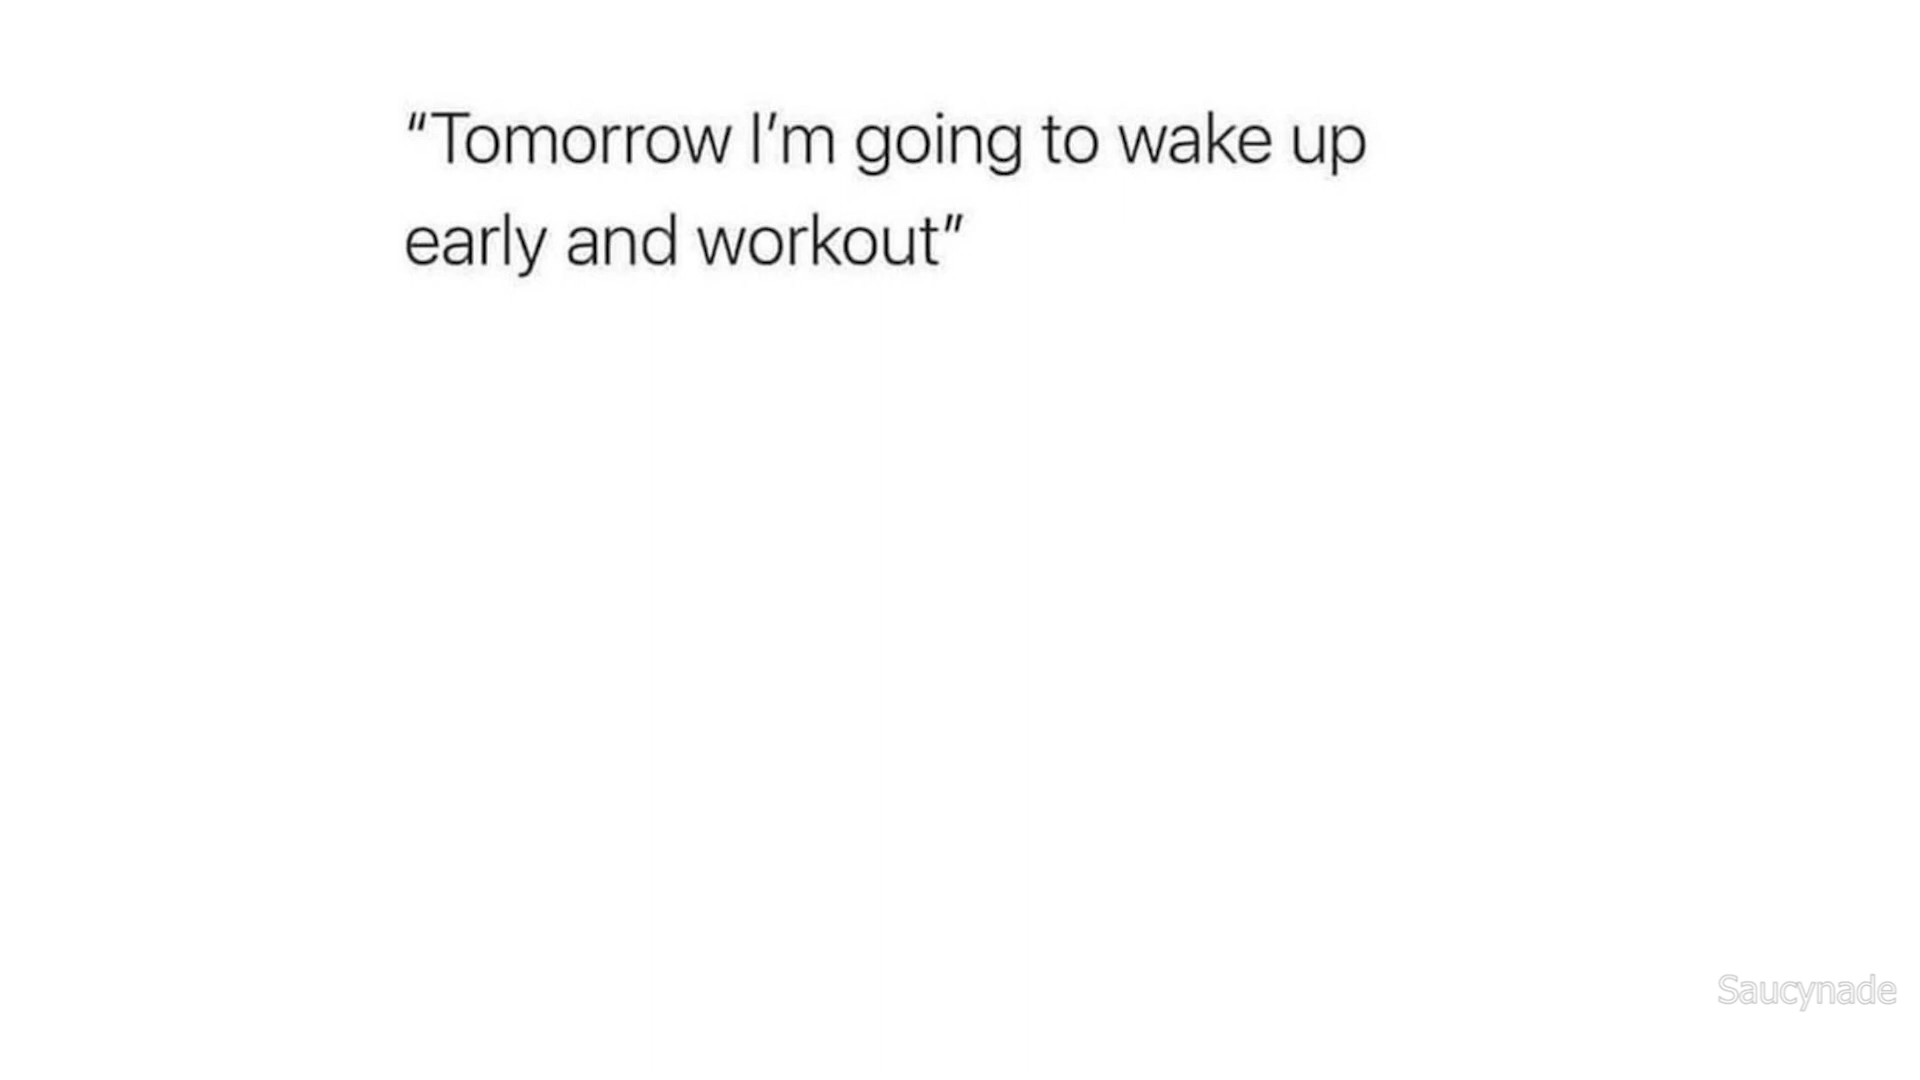 “Tomorrow I’m going to wake up
early and workout”
Saucynade